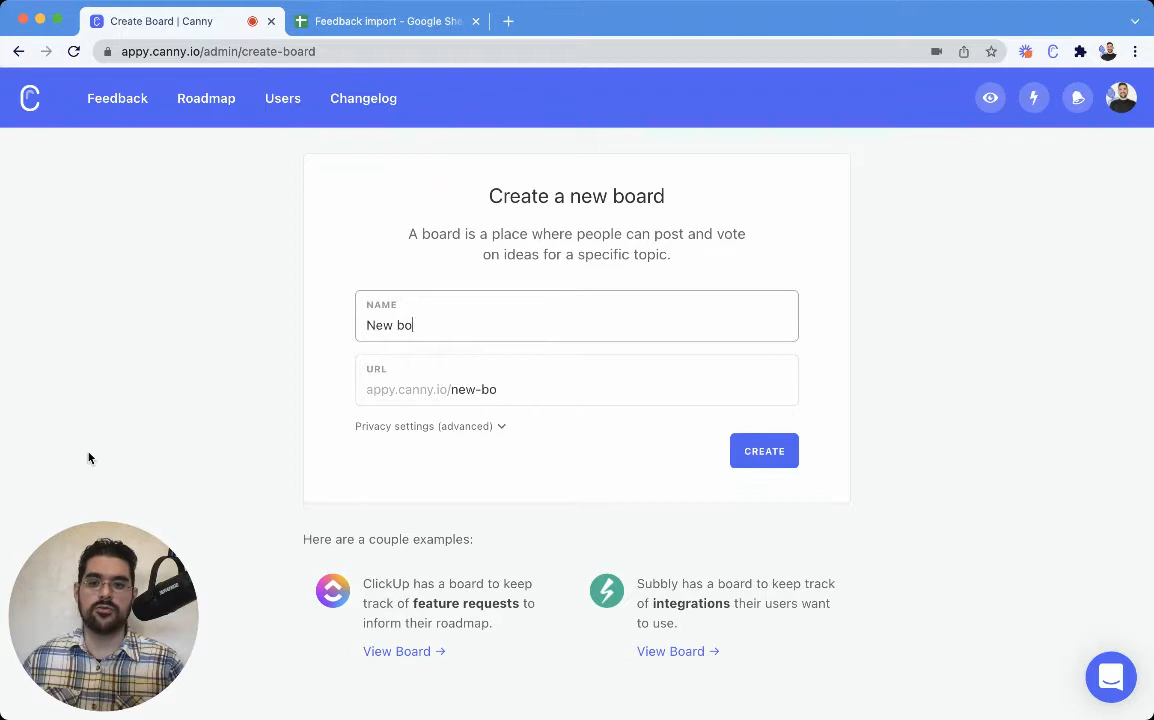 Create Board | Canny
Feedback import - Google She
appy.canny.io/admin/create-board
Feedback
Roadmap
Users
Changelog
Create a new board
A board is a place where people can post and vote
on ideas for a specific topic.
NAME
New bo
URL
appy.canny.io/new-bo
Privacy settings (advanced)
CREATE
Here are a couple examples:
ClickUp has a board to keep
track of feature requests to
inform their roadmap.
View Board →
Subbly has a board to keep track
of integrations their users want
to use.
View Board →